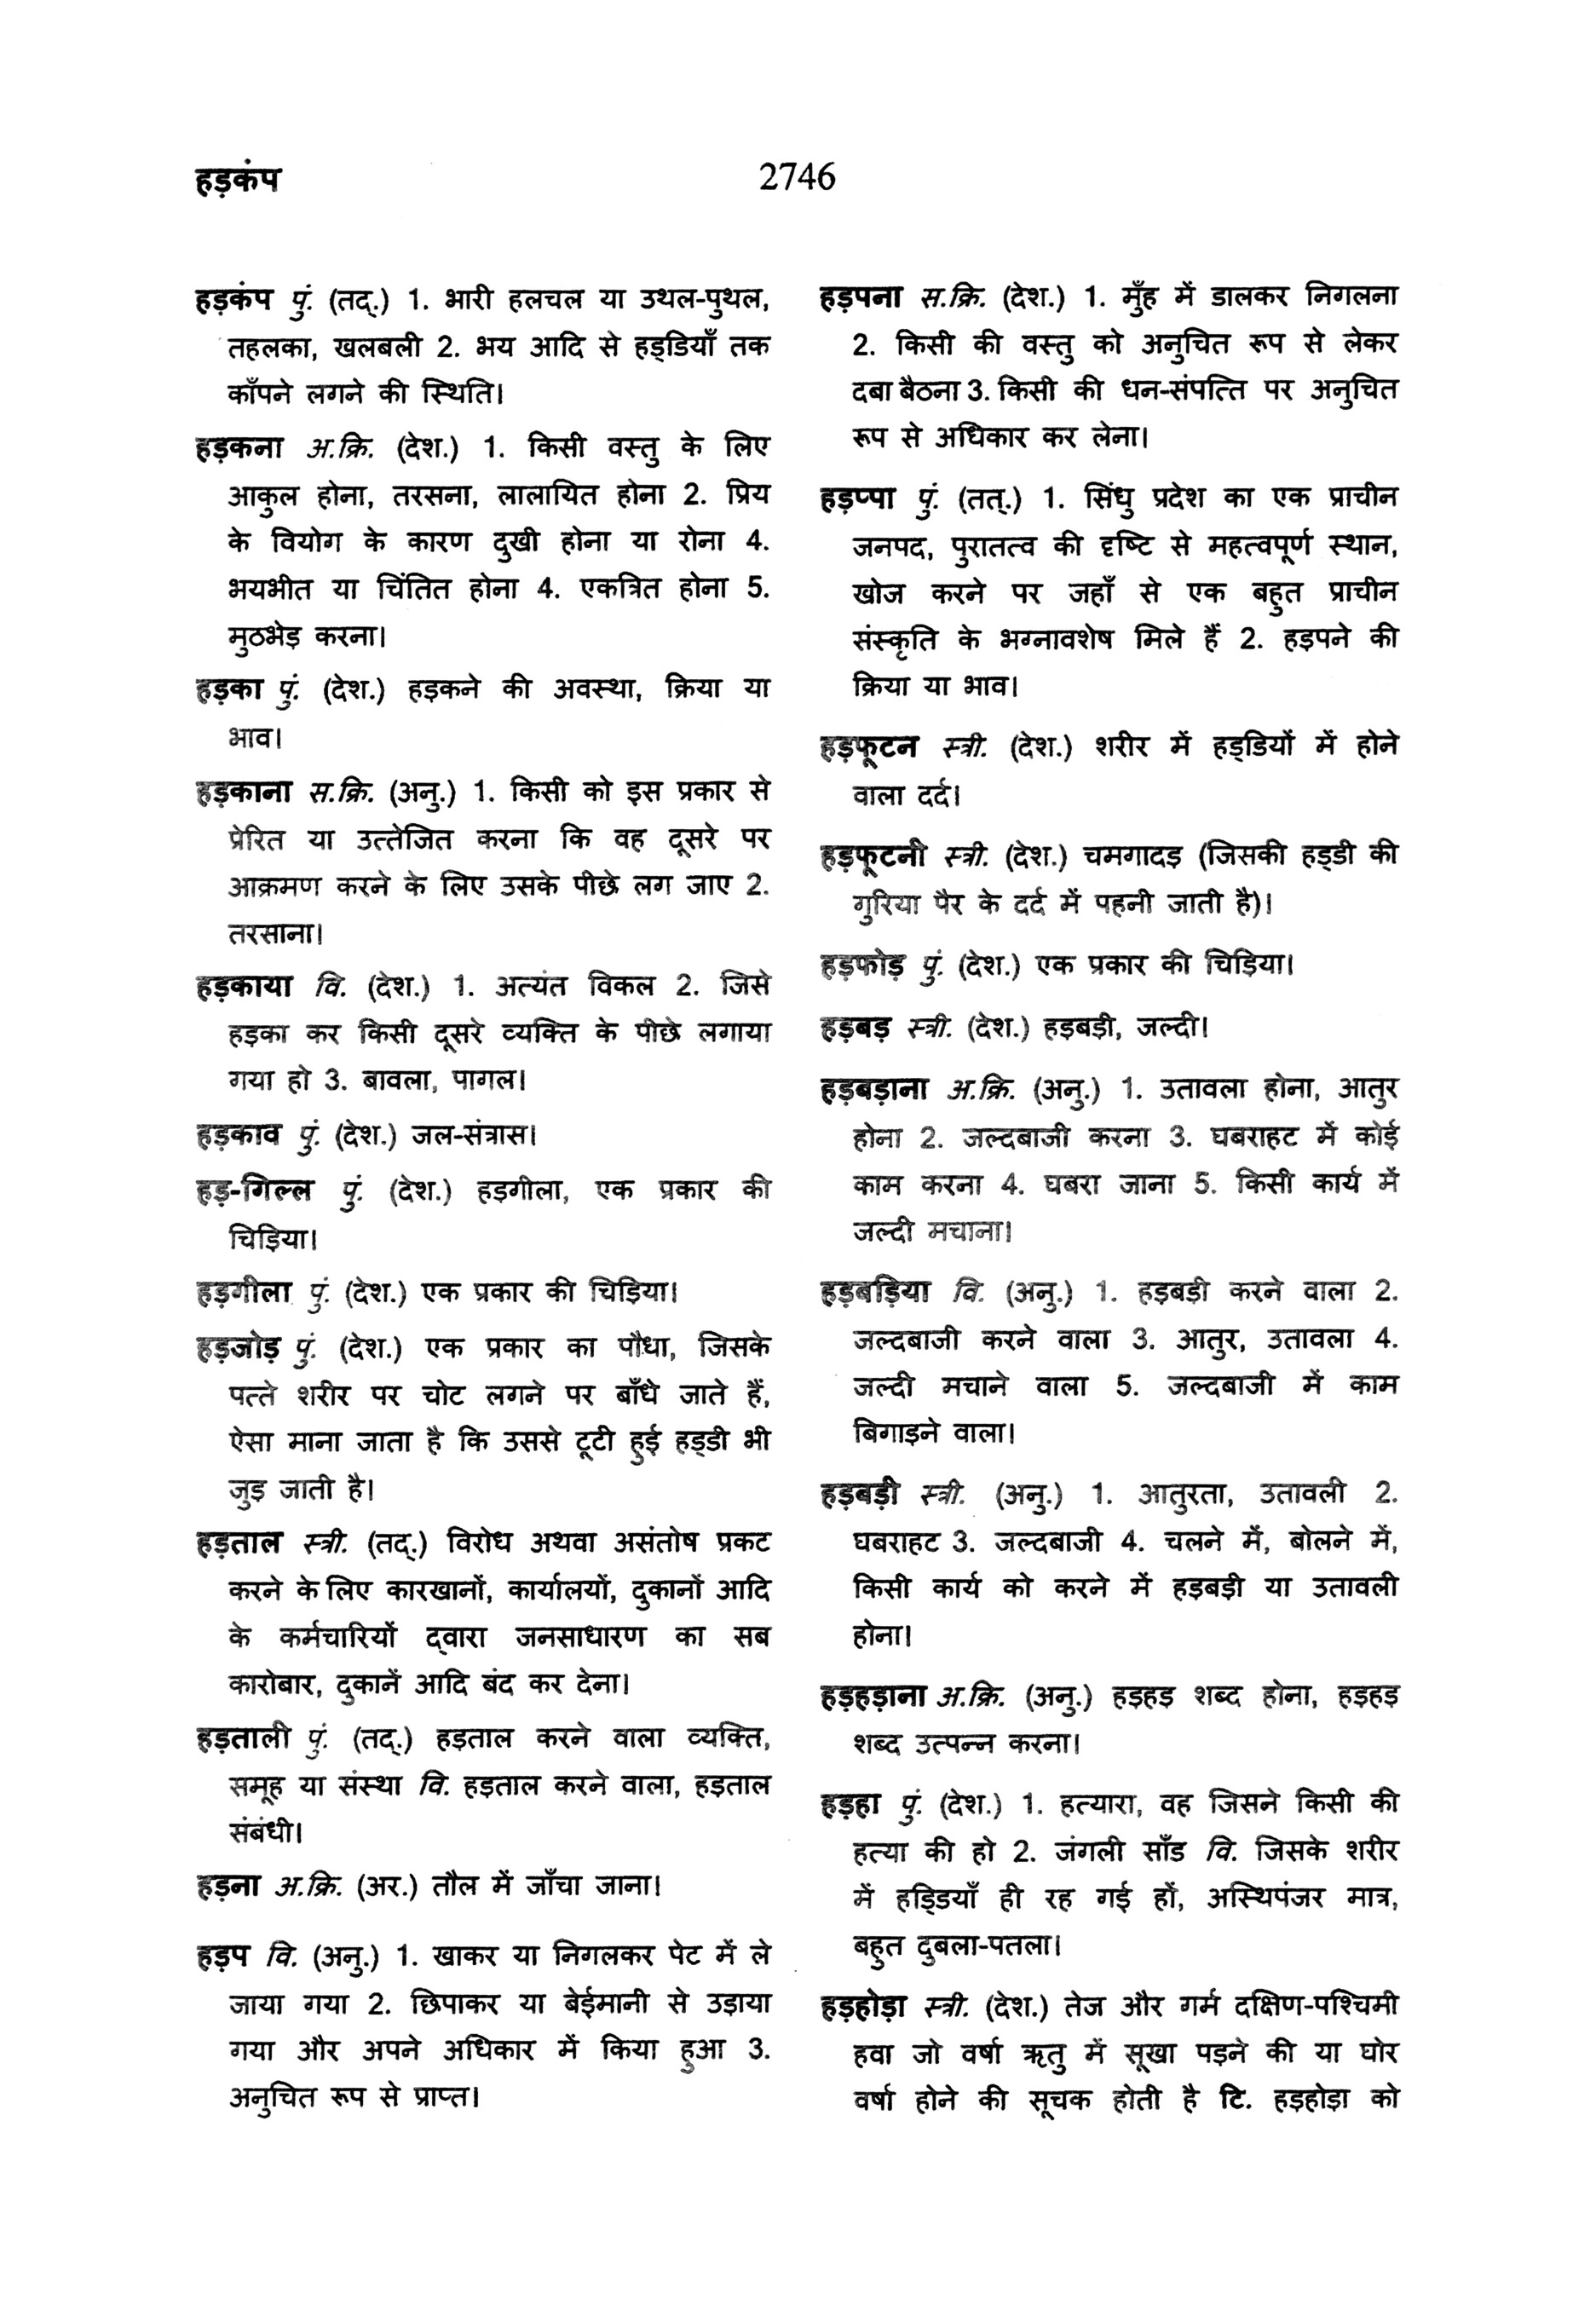 हड़कंप
2746
हड़कंप पुं. (तद्.) 1. भारी हलचल या उथल-पुथल,
तहलका, खलबली 2. भय आदि से हड्डियाँ तक
काँपने लगने की स्थिति।
हड़कना अ.क्रि. (देश.) 1. किसी वस्तु के लिए
आकुल होना, तरसना, लालायित होना 2. प्रिय
के वियोग के कारण दुखी होना या रोना 4.
भयभीत या चिंतित होना 4. एकत्रित होना 5.
मुठभेड़ करना।
हड़का पुं. (देश.) हड़कने की अवस्था, क्रिया या
भाव।
हड़काना स.क्रि. (अनु.) 1. किसी को इस प्रकार से
प्रेरित या उत्तेजित करना कि वह दूसरे पर
आक्रमण करने के लिए उसके पीछे लग जाए 2.
तरसाना।
हड़काया वि. (देश.) 1. अत्यंत विकल 2. जिसे
हड़का कर किसी दूसरे व्यक्ति के पीछे लगाया
गया हो 3. बावला, पागल।
हड़काव पुं. (देश.) जल-संत्रास।
हड़-गिल्ल पुं. (देश.) हड़गीला, एक प्रकार की
चिड़िया।
हड़गीला पुं. (देश.) एक प्रकार की चिड़िया।
हड़जोड़ पुं. (देश.) एक प्रकार का पौधा, जिसके
पत्ते शरीर पर चोट लगने पर बाँधे जाते हैं,
ऐसा माना जाता है कि उससे टूटी हुई हड्डी भी
जुड़ जाती है।
हड़ताल स्त्री. (तद्.) विरोध अथवा असंतोष प्रकट
करने के लिए कारखानों, कार्यालयों, दुकानों आदि
के कर्मचारियों द्वारा जनसाधारण का सब
कारोबार, दुकानें आदि बंद कर देना।
हड़ताली पुं. (तद्.) हड़ताल करने वाला व्यक्ति,
समूह या संस्था वि. हड़ताल करने वाला, हड़ताल
संबंधी।
हड़ना अ.क्रि. (अर.) तौल में जाँचा जाना।
हड़प वि. (अनु.) 1. खाकर या निगलकर पेट में ले
जाया गया 2. छिपाकर या बेईमानी से उड़ाया
गया और अपने अधिकार में किया हुआ 3.
अनुचित रूप से प्राप्त।
हड़पना स.क्रि. (देश.) 1. मुँह में डालकर निगलना
2. किसी की वस्तु को अनुचित रूप से लेकर
दबा बैठना 3. किसी की धन-संपत्ति पर अनुचित
रूप से अधिकार कर लेना।
हड़प्पा पुं. (तत्.) 1. सिंधु प्रदेश का एक प्राचीन
जनपद, पुरातत्व की दृष्टि से महत्वपूर्ण स्थान,
खोज करने पर जहाँ से एक बहुत प्राचीन
संस्कृति के भग्नावशेष मिले हैं 2. हड़पने की
क्रिया या भाव।
हड़फूटन स्त्री. (देश.) शरीर में हड्डियों में होने
वाला दर्द।
हड़फूटनी स्त्री. (देश.) चमगादड़ (जिसकी हड्डी की
गुरिया पैर के दर्द में पहनी जाती है)।
हड़फोड़ पुं. (देश.) एक प्रकार की चिड़िया।
हड़बड़ स्त्री. (देश.) हड़बड़ी, जल्दी।
हड़बड़ाना अ.क्रि. (अनु.) 1. उतावला होना, आतुर
होना 2. जल्दबाजी करना 3. घबराहट में कोई
काम करना 4. घबरा जाना 5. किसी कार्य में
जल्दी मचाना।
हड़बड़िया वि. (अनु.) 1. हड़बड़ी करने वाला 2.
जल्दबाजी करने वाला 3. आतुर, उतावला 4.
जल्दी मचाने वाला 5. जल्दबाजी में काम
बिगाड़ने वाला।
हड़बड़ी स्त्री. (अनु.) 1. आतुरता, उतावली 2.
घबराहट 3. जल्दबाजी 4. चलने में, बोलने में,
किसी कार्य को करने में हड़बड़ी या उतावली
होना।
हड़हड़ाना अ.क्रि. (अनु.) हड़हड़ शब्द होना, हड़हड़
शब्द उत्पन्न करना।
हड़हा पुं. (देश.) 1. हत्यारा, वह जिसने किसी की
हत्या की हो 2. जंगली साँड वि. जिसके शरीर
में हड्डियाँ ही रह गई हों, अस्थिपंजर मात्र,
बहुत दुबला-पतला।
हड़होड़ा स्त्री. (देश.) तेज और गर्म दक्षिण-पश्चिमी
हवा जो वर्षा ऋतु में सूखा पड़ने की या घोर
वर्षा होने की सूचक होती है टि. हड़होड़ा को